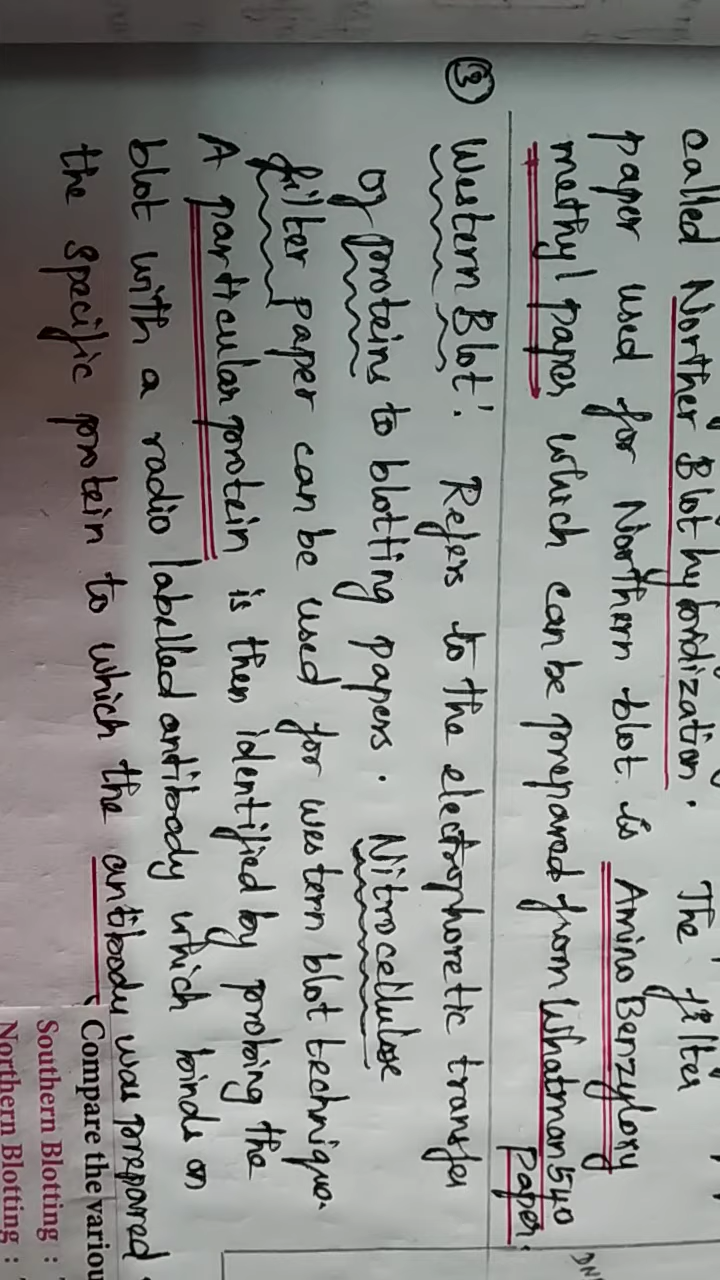 called Norther Blot hybridization. The filter
paper used for Northern blot is Amino Benzyloxy
methyl paper which can be prepared from Whatman 540
paper.
③ Western Blot: Refers to the electrophoretic transfer
of proteins to blotting papers. Nitrocellulose
filter paper can be used for western blot technique.
A particular protein is then identified by probing the
blot with a radio labelled antibody which binds on
the specific protein to which the antibody was prepared
Compare the variou
Southern Blotting :
Northern Blotting :
DN